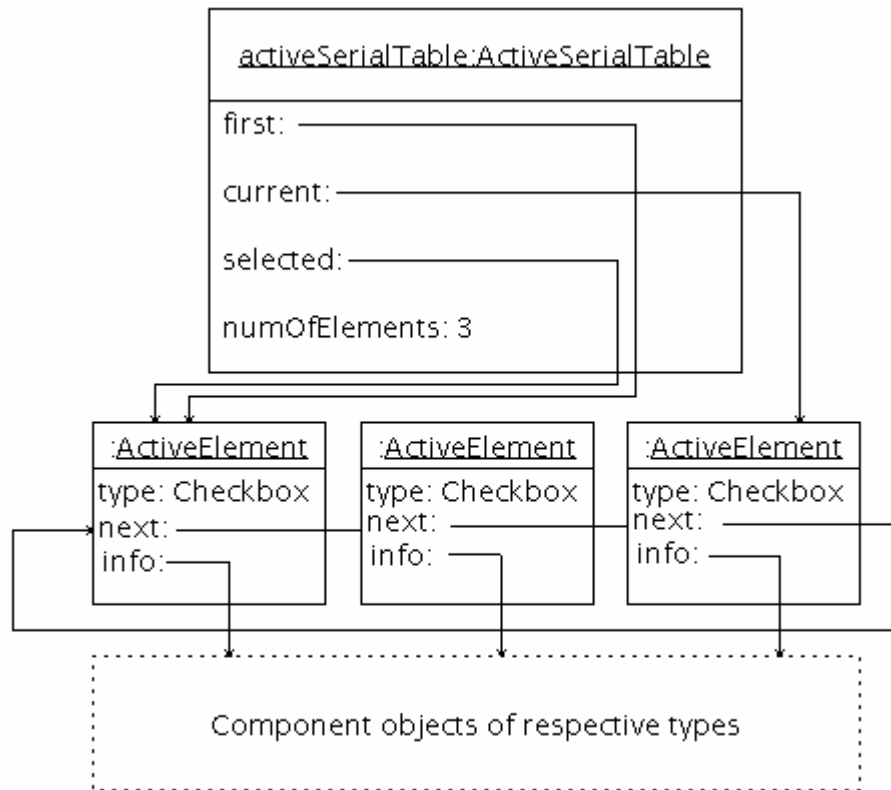 activeSerialTable:ActiveSerialTable
first:
current:
selected:
numOfElements: 3
:ActiveElement
type: Checkbox
next:
info:
:ActiveElement
type: Checkbox
next:
info:
:ActiveElement
type: Checkbox
next:
info:
Component objects of respective types